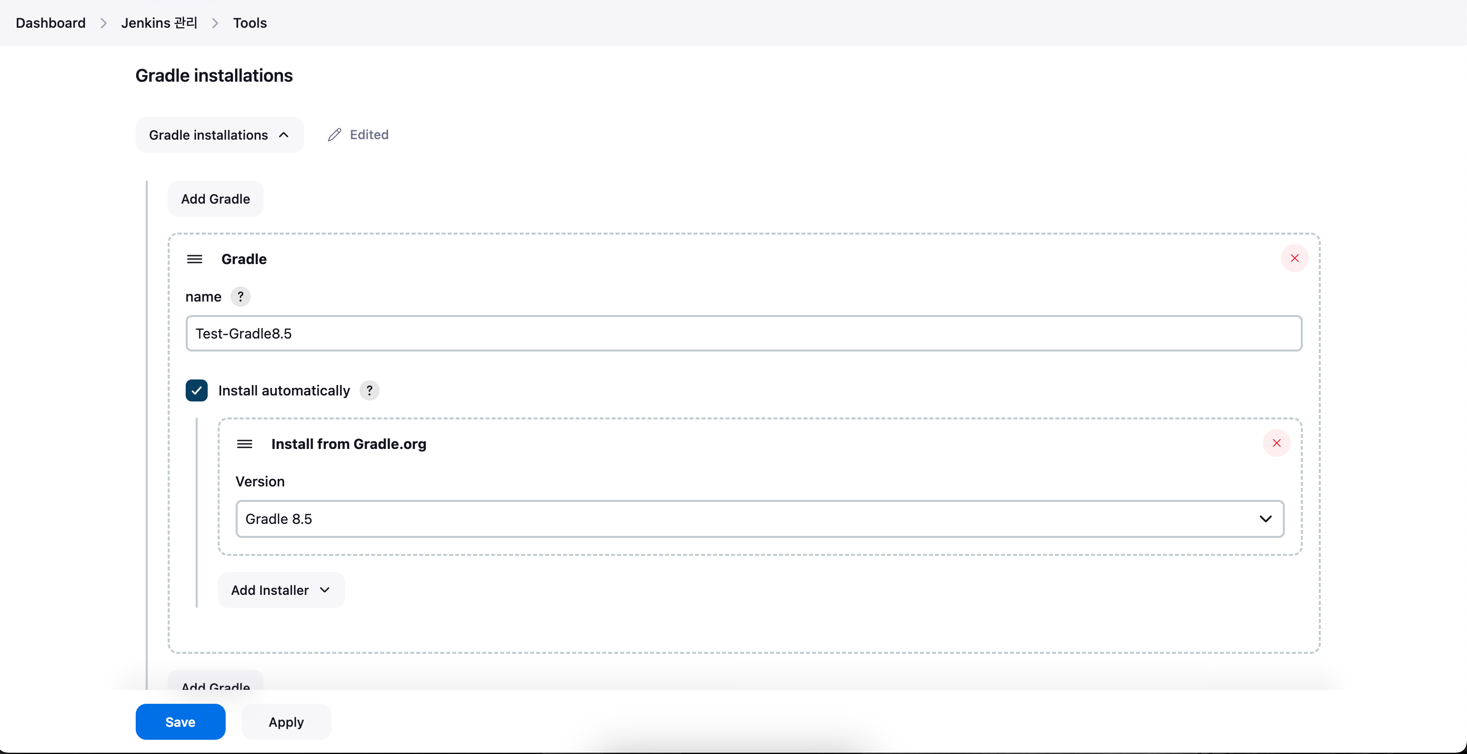 Dashboard > Jenkins 관리 > Tools
Gradle installations
Gradle installations
Edited
Add Gradle
Gradle
name ?
Test-Gradle8.5
Install automatically ?
Install from Gradle.org
Version
Gradle 8.5
Add Installer
Add Gradle
Save Apply